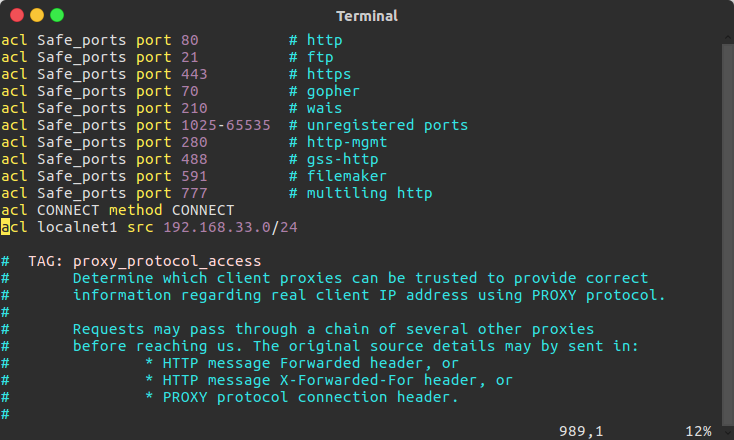 Terminal
acl Safe_ports port 80          # http
acl Safe_ports port 21          # ftp
acl Safe_ports port 443         # https
acl Safe_ports port 70          # gopher
acl Safe_ports port 210         # wais
acl Safe_ports port 1025-65535  # unregistered ports
acl Safe_ports port 280         # http-mgmt
acl Safe_ports port 488         # gss-http
acl Safe_ports port 591         # filemaker
acl Safe_ports port 777         # multiling http
acl CONNECT method CONNECT
acl localnet1 src 192.168.33.0/24
#  TAG: proxy_protocol_access
#       Determine which client proxies can be trusted to provide correct
#       information regarding real client IP address using PROXY protocol.
#
#       Requests may pass through a chain of several other proxies
#       before reaching us. The original source details may by sent in:
#               * HTTP message Forwarded header, or
#               * HTTP message X-Forwarded-For header, or
#               * PROXY protocol connection header.
#
989,1         12%